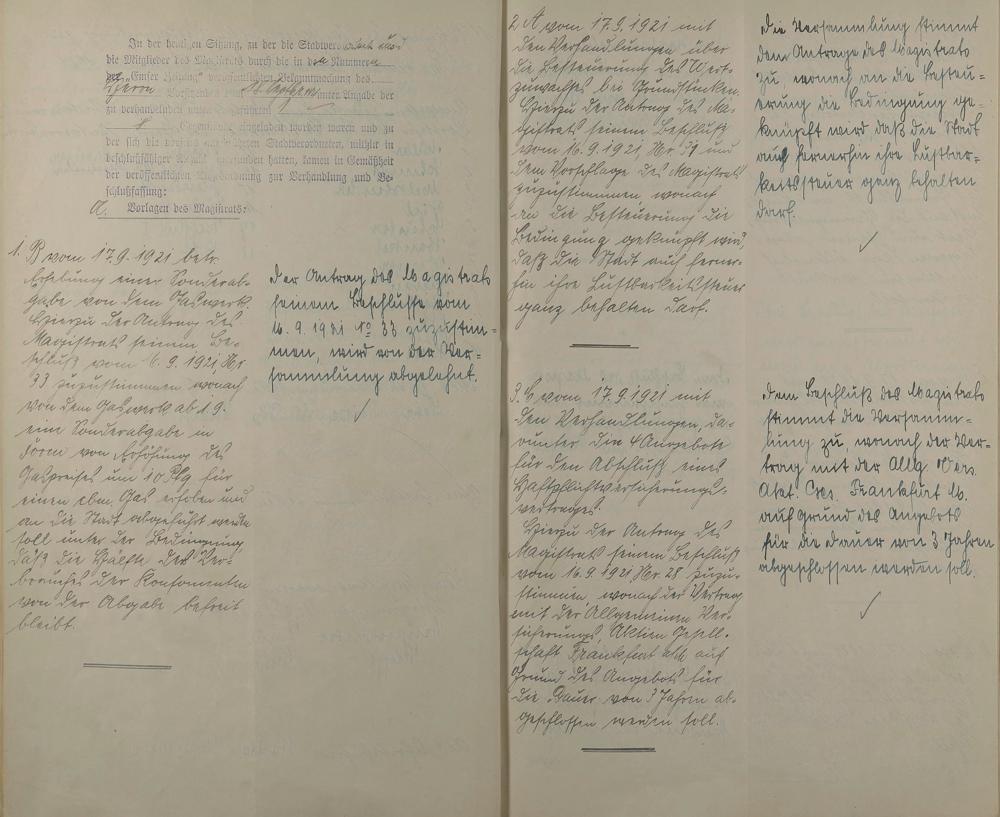 In der heutigen Sitzung, zu der die Stadtverordneten und
die Mitglieder des Magistrats durch die in der Nummer
"Emser Zeitung" veröffentlichten Bekanntmachung des
Herrn unter Angabe der
zu verhandelnden
Gegenstände eingeladen worden waren und zu
der sich die Stadtverordneten, mithin in
beschlußfähiger Anzahl eingefunden hatten, kamen in Gemäßheit
der veröffentlichten Tagesordnung zur Verhandlung und Be-
schlußfassung:
A. Vorlagen des Magistrats:
1. B vom 17.9.1921 betr.
Erhebung einer Sonderab-
gabe von dem Gaswerk.
Hierzu der Antrag des
Magistrats seinem Be-
schluß vom 16.9.1921, Nr.
33 zuzustimmen wonach
von dem Gaswerk ab 1.9.
eine Sonderabgabe in
Form von Erhöhung des
Gaspreises um 10 Pfg für
einen cbm. Gas erhoben und
an die Stadt abgeführt werden
soll unter der Bedingung,
daß die Hälfte des Ver-
brauches der Konsumenten
von der Abgabe befreit
bleibt.
Der Antrag des Magistrats
seinem Beschlusse vom
16.9.1921 No 33 zuzustim-
men, wird von der Ver-
sammlung abgelehnt.
2. A vom 17.9.1921 mit
den Verhandlungen über
die Besteuerung des Wert-
zuwachses bei Grundstücken.
Hierzu der Antrag des Ma-
gistrats seinem Beschluß
vom 16.9.1921, Nr. 39 und
dem Vorschlage des Magistrats
zuzustimmen wonach
an die Besteuerung die
Bedingung geknüpft wird,
daß die Stadt auch ferner-
hin ihre Lustbarkeitssteuer
ganz behalten darf.
Die Versammlung stimmt
dem Antrage des Magistrats
zu, wonach an die Besteu-
erung die Bedingung ge-
knüpft wird daß die Stadt
auch fernerhin ihre Lustbar-
keitssteuer ganz behalten
darf.
3. C vom 17.9.1921 mit
den Verhandlungen, da-
runter die 4 Angebote
für den Abschluß eines
Haftpflichtversicherungs-
vertrages.
Hierzu der Antrag des
Magistrats seinem Beschluß
vom 16.9.1921 Nr. 28 zuzu-
stimmen, wonach der Vertrag
mit der Allgemeinen Ver-
sicherungs, Aktien Gesell-
schaft Frankfurt a/M auf
Grund des Angebots für
die Dauer von 3 Jahren ab-
geschlossen werden soll.
Dem Beschluß des Magistrats
stimmt die Versamm-
lung zu, wonach der Ver-
trag mit der Allg. Vers.
Akt. Ges. Frankfurt M.
auf Grund des Angebots
für die Dauer von 3 Jahren
abgeschlossen werden soll.